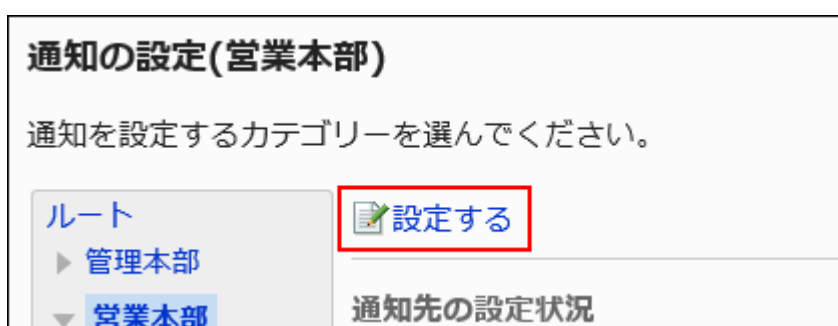 通知の設定(営業本部)
通知を設定するカテゴリーを選んでください。
ルート
設定する
管理本部
営業本部
通知先の設定状況